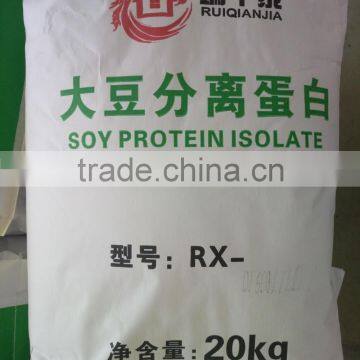 RUIQIANJIA
大豆分离蛋白
SOY PROTEIN ISOLATE
trade.china.cn
型号：RX-
净含量：20kg